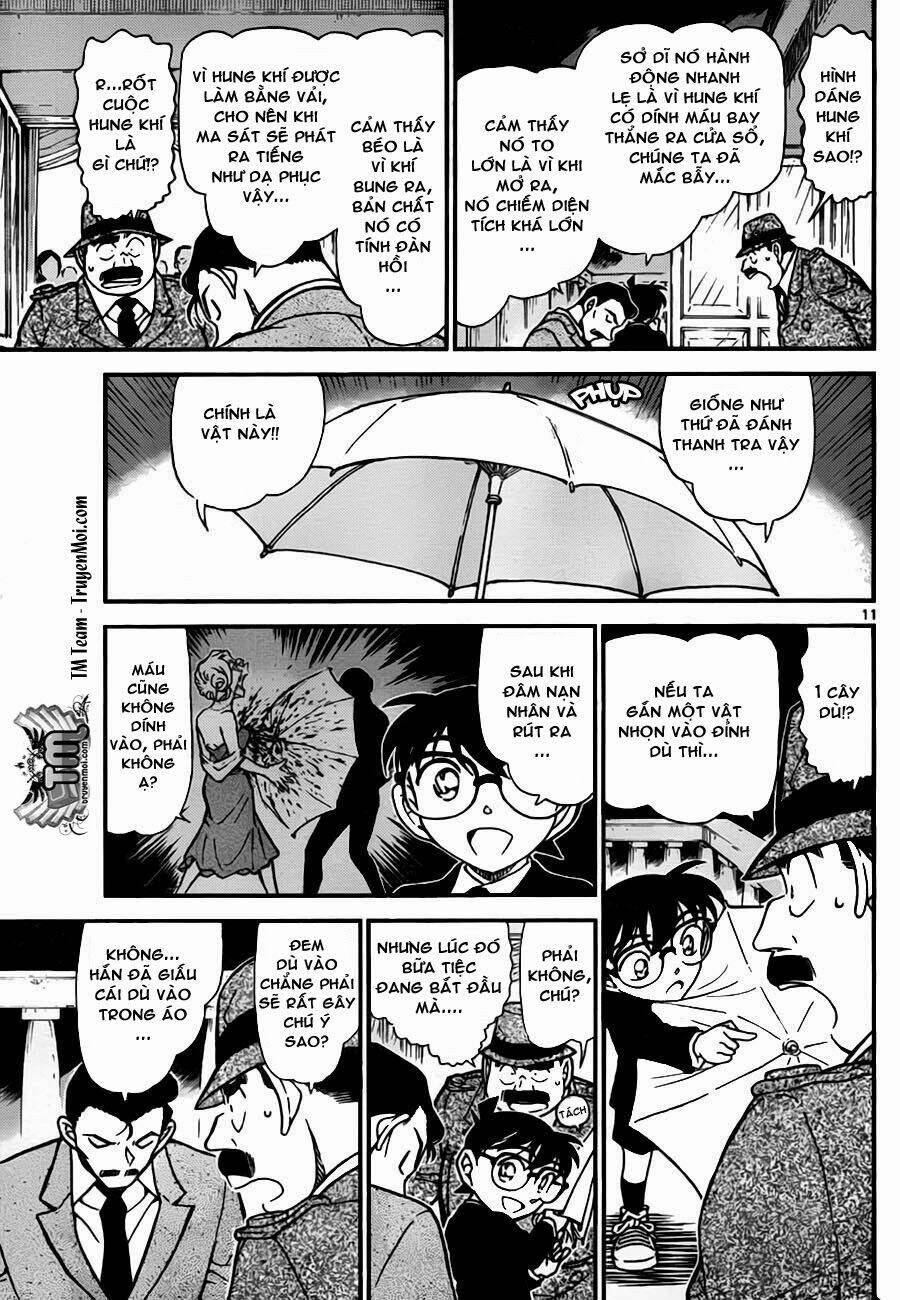 HÌNH
DÁNG
HUNG
KHÍ
SAO!?
SỞ DĨ NÓ HÀNH
ĐỘNG NHANH
LẸ LÀ VÌ HUNG KHÍ
CÓ DÍNH MÁU BAY
THẲNG RA CỬA SỔ,
CHÚNG TA ĐÃ
MẮC BẪY...
CẢM THẤY
NÓ TO
LỚN LÀ VÌ KHI
MỞ RA,
NÓ CHIẾM DIỆN
TÍCH KHÁ LỚN
...
CẢM THẤY
BÉO LÀ
VÌ KHI
BUNG RA,
BẢN CHẤT
NÓ CÓ
TÍNH ĐÀN
HỒI
...
VÌ HUNG KHÍ ĐƯỢC
LÀM BẰNG VẢI,
CHO NÊN KHI
MA SÁT SẼ PHÁT
RA TIẾNG
NHƯ DẠ PHỤC
VẬY...
R...RỐT
CUỘC
HUNG KHÍ
LÀ
GÌ CHỨ!?
GIỐNG NHƯ
THỨ ĐÃ ĐÁNH
THANH TRA VẬY
...
PHỤP
CHÍNH LÀ
VẬT NÀY!!
TM Team - TruyenMoi.com
11
1 CÂY
DÙ!?
NẾU TA
GẮN MỘT VẬT
NHỌN VÀO ĐỈNH
DÙ THÌ...
SAU KHI
ĐÂM NẠN
NHÂN VÀ
RÚT RA
...
MÁU
CŨNG
KHÔNG
DÍNH
VÀO, PHẢI
KHÔNG
Ạ?
TM
truyenmoi.com
PHẢI
KHÔNG,
CHÚ?
TÁCH
NHƯNG LÚC ĐÓ
BỮA TIỆC
ĐANG BẮT ĐẦU
MÀ....
ĐEM
DÙ VÀO
CHẲNG PHẢI
SẼ RẤT GÂY
CHÚ Ý
SAO?
KHÔNG...
HẮN ĐÃ GIẤU
CÁI DÙ VÀO
TRONG ÁO
...